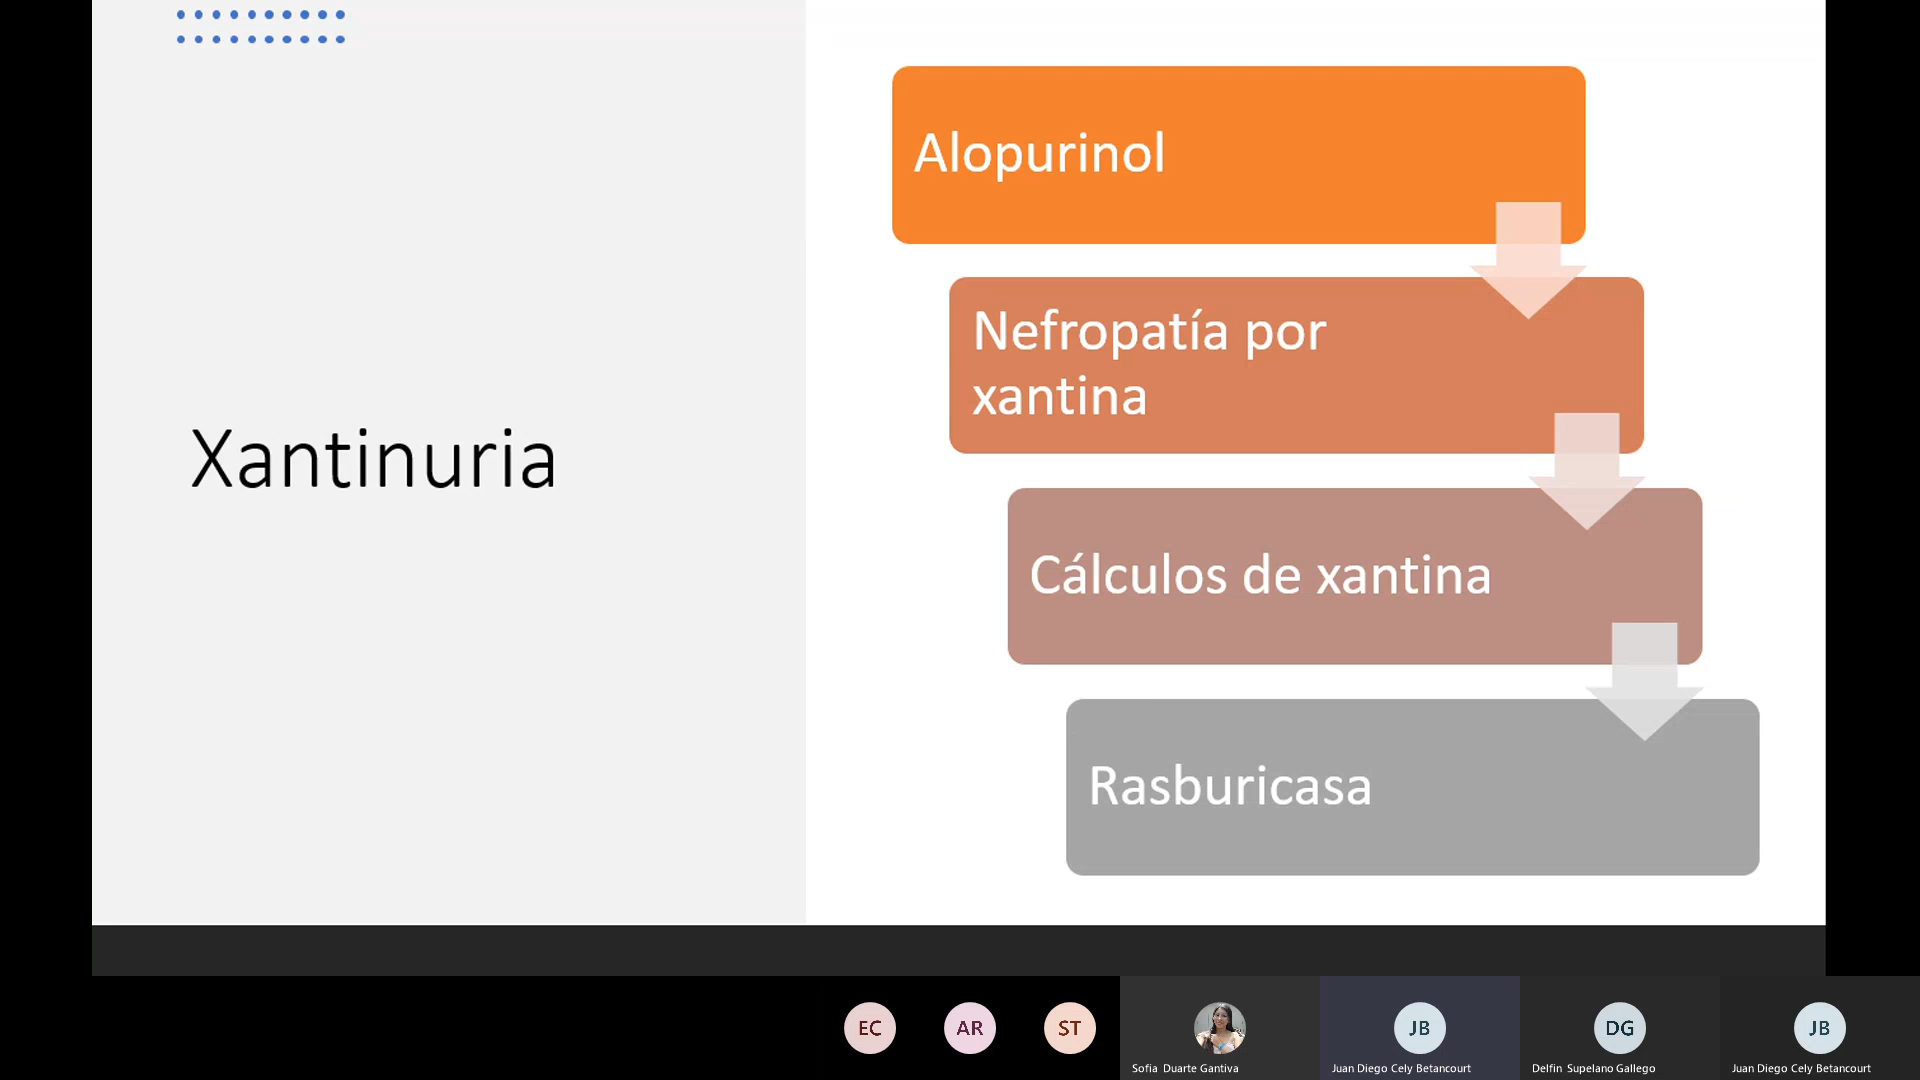 Xantinuria
Alopurinol
Nefropatía por
xantina
Cálculos de xantina
Rasburicasa
EC
AR
ST
JB
DG
JB
Sofia Duarte Gantiva
Juan Diego Cely Betancourt
Delfin Supelano Gallego
Juan Diego Cely Betancourt